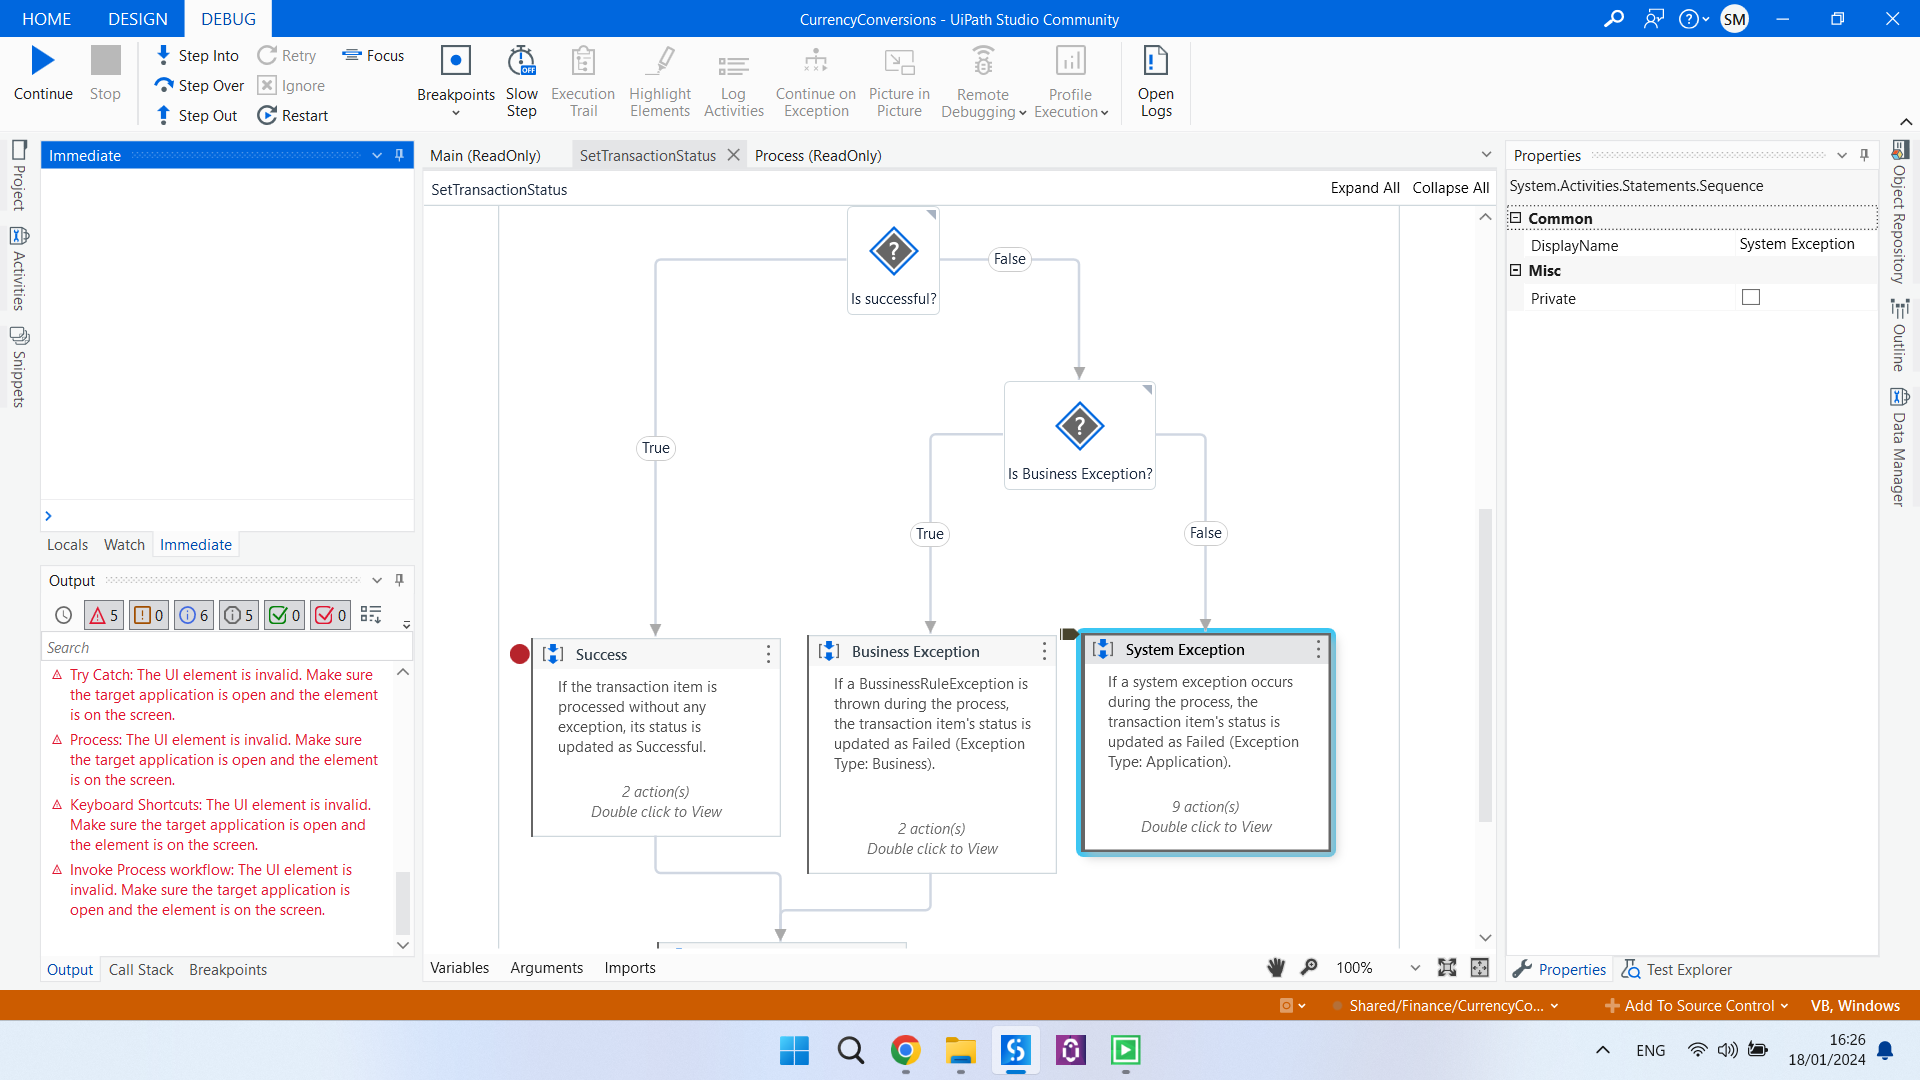 HOME DESIGN DEBUG
CurrencyConversions - UiPath Studio Community
SM
Continue
Stop
Step Into
Step Over
Step Out
Retry
Ignore
Restart
Focus
Breakpoints
OFF
Slow
Step
Execution
Trail
Highlight
Elements
Log
Activities
Continue on
Exception
Picture in
Picture
Remote
Debugging
Profile
Execution
Open
Logs
Project
Activities
Snippets
Immediate
Locals Watch Immediate
Output
5 0 6 5 0 0
Search
Try Catch: The UI element is invalid. Make sure
the target application is open and the element
is on the screen.
Process: The UI element is invalid. Make sure
the target application is open and the element
is on the screen.
Keyboard Shortcuts: The UI element is invalid.
Make sure the target application is open and
the element is on the screen.
Invoke Process workflow: The UI element is
invalid. Make sure the target application is
open and the element is on the screen.
Output Call Stack Breakpoints
Main (ReadOnly) SetTransactionStatus Process (ReadOnly)
SetTransactionStatus
Expand All Collapse All
?
Is successful?
False
True
?
Is Business Exception?
True
False
Success
If the transaction item is
processed without any
exception, its status is
updated as Successful.
2 action(s)
Double click to View
Business Exception
If a BussinessRuleException is
thrown during the process,
the transaction item's status is
updated as Failed (Exception
Type: Business).
2 action(s)
Double click to View
System Exception
If a system exception occurs
during the process, the
transaction item's status is
updated as Failed (Exception
Type: Application).
9 action(s)
Double click to View
Variables Arguments Imports
100%
Properties
System.Activities.Statements.Sequence
Common
DisplayName System Exception
Misc
Private
Properties Test Explorer
Object Repository
Outline
Data Manager
Shared/Finance/CurrencyCo...
Add To Source Control
VB, Windows
ENG
16:26
18/01/2024